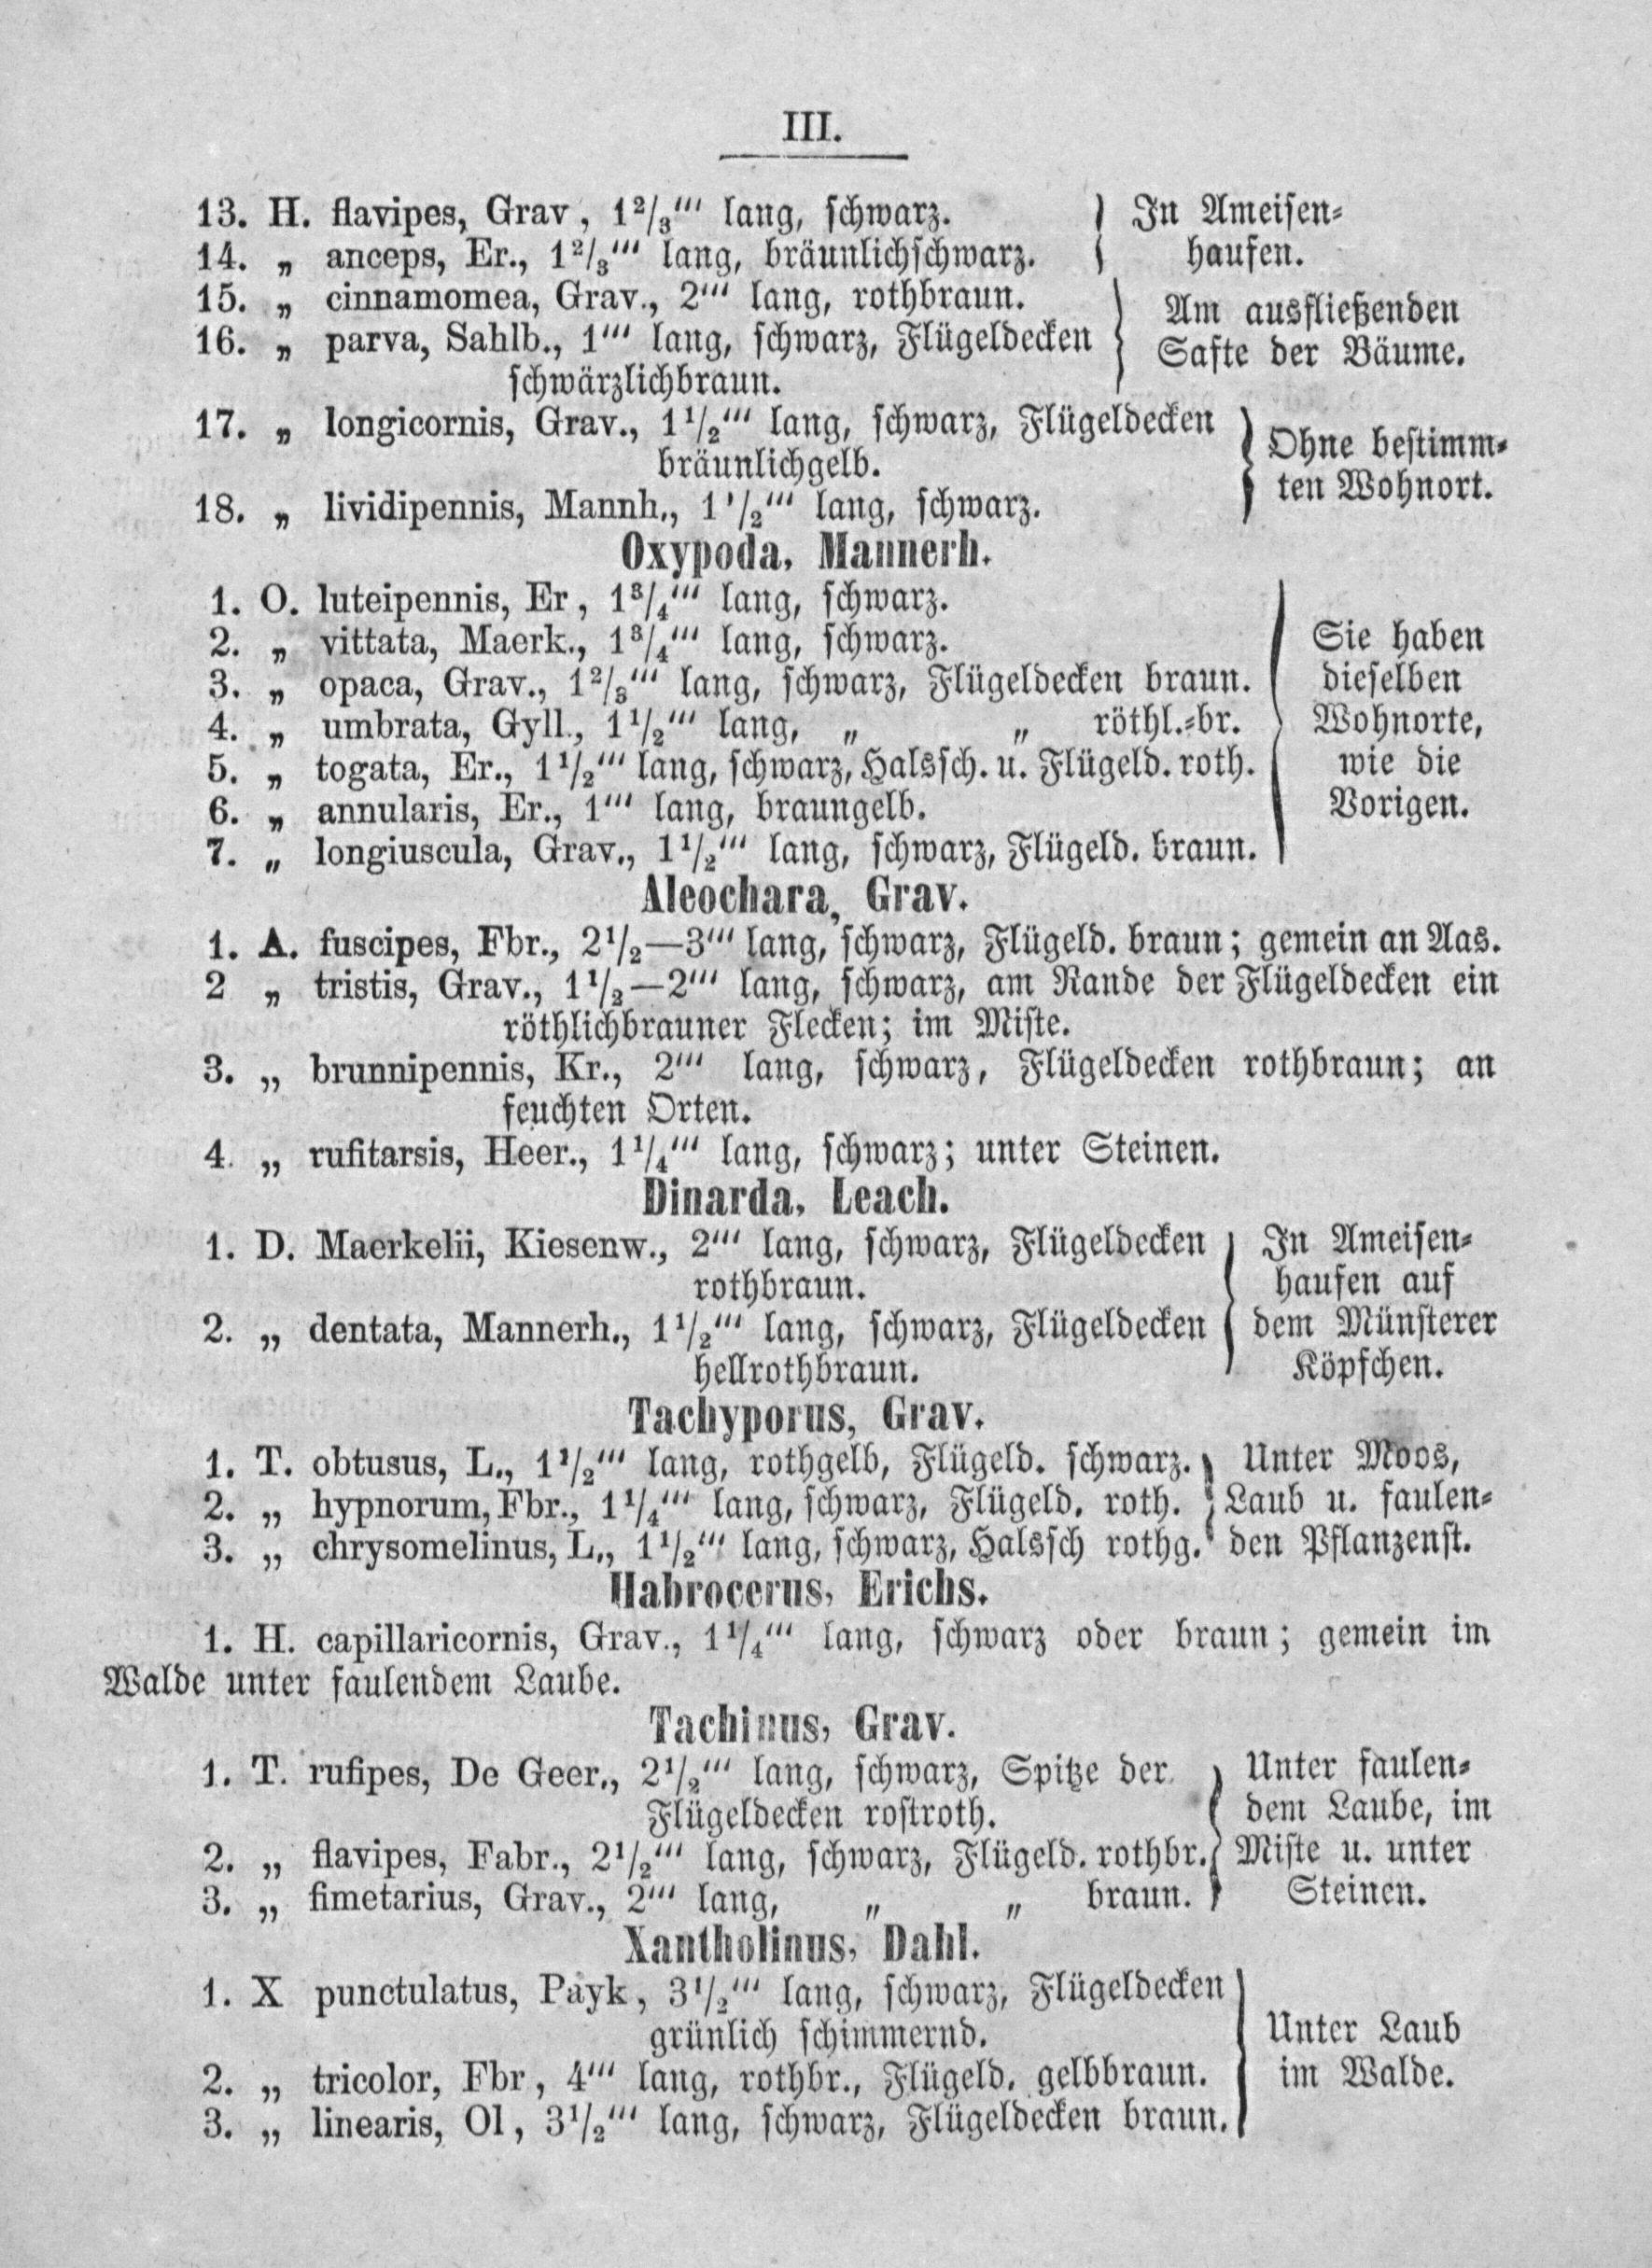 III.
13. H. flavipes, Grav, 1²/₃‴ lang, schwarz.
14. „ anceps, Er., 1²/₃‴ lang, bräunlichschwarz.
In Ameisen-
haufen.
15. „ cinnamomea, Grav., 2‴ lang, rothbraun.
16. „ parva, Sahlb., 1‴ lang, schwarz, Flügeldecken
schwärzlichbraun.
Am ausfließenden
Safte der Bäume.
17. „ longicornis, Grav., 1¹/₂‴ lang, schwarz, Flügeldecken
bräunlichgelb.
18. „ lividipennis, Mannh., 1¹/₂‴ lang, schwarz.
Ohne bestimm-
ten Wohnort.
Oxypoda, Mannerh.
1. O. luteipennis, Er, 1³/₄‴ lang, schwarz.
2. „ vittata, Maerk., 1³/₄‴ lang, schwarz.
3. „ opaca, Grav., 1²/₃‴ lang, schwarz, Flügeldecken braun.
4. „ umbrata, Gyll., 1¹/₂‴ lang, „ „ röthl.-br.
5. „ togata, Er., 1¹/₂‴ lang, schwarz, Halssch. u. Flügeld. roth.
6. „ annularis, Er., 1‴ lang, braungelb.
7. „ longiuscula, Grav., 1¹/₂‴ lang, schwarz, Flügeld. braun.
Sie haben
dieselben
Wohnorte,
wie die
Vorigen.
Aleochara, Grav.
1. A. fuscipes, Fbr., 2¹/₂—3‴ lang, schwarz, Flügeld. braun; gemein an Aas.
2 „ tristis, Grav., 1¹/₂—2‴ lang, schwarz, am Rande der Flügeldecken ein
röthlichbrauner Flecken; im Miste.
3. „ brunnipennis, Kr., 2‴ lang, schwarz, Flügeldecken rothbraun; an
feuchten Orten.
4. „ rufitarsis, Heer., 1¹/₄‴ lang, schwarz; unter Steinen.
Dinarda, Leach.
1. D. Maerkelii, Kiesenw., 2‴ lang, schwarz, Flügeldecken
rothbraun.
2. „ dentata, Mannerh., 1¹/₂‴ lang, schwarz, Flügeldecken
hellrothbraun.
In Ameisen-
haufen auf
dem Münsterer
Köpfchen.
Tachyporus, Grav.
1. T. obtusus, L., 1¹/₂‴ lang, rothgelb, Flügeld. schwarz.
2. „ hypnorum, Fbr., 1¹/₄‴ lang, schwarz, Flügeld. roth.
3. „ chrysomelinus, L., 1¹/₂‴ lang, schwarz, Halssch rothg.
Unter Moos,
Laub u. faulen-
den Pflanzenst.
Habrocerus, Erichs.
1. H. capillaricornis, Grav., 1¹/₄‴ lang, schwarz oder braun; gemein im
Walde unter faulendem Laube.
Tachinus, Grav.
1. T. rufipes, De Geer., 2¹/₂‴ lang, schwarz, Spitze der
Flügeldecken rostroth.
2. „ flavipes, Fabr., 2¹/₂‴ lang, schwarz, Flügeld. rothbr.
3. „ fimetarius, Grav., 2‴ lang, „ „ braun.
Unter faulen-
dem Laube, im
Miste u. unter
Steinen.
Xantholinus, Dahl.
1. X punctulatus, Payk, 3¹/₂‴ lang, schwarz, Flügeldecken
grünlich schimmernd.
2. „ tricolor, Fbr, 4‴ lang, rothbr., Flügeld. gelbbraun.
3. „ linearis, Ol, 3¹/₂‴ lang, schwarz, Flügeldecken braun.
Unter Laub
im Walde.